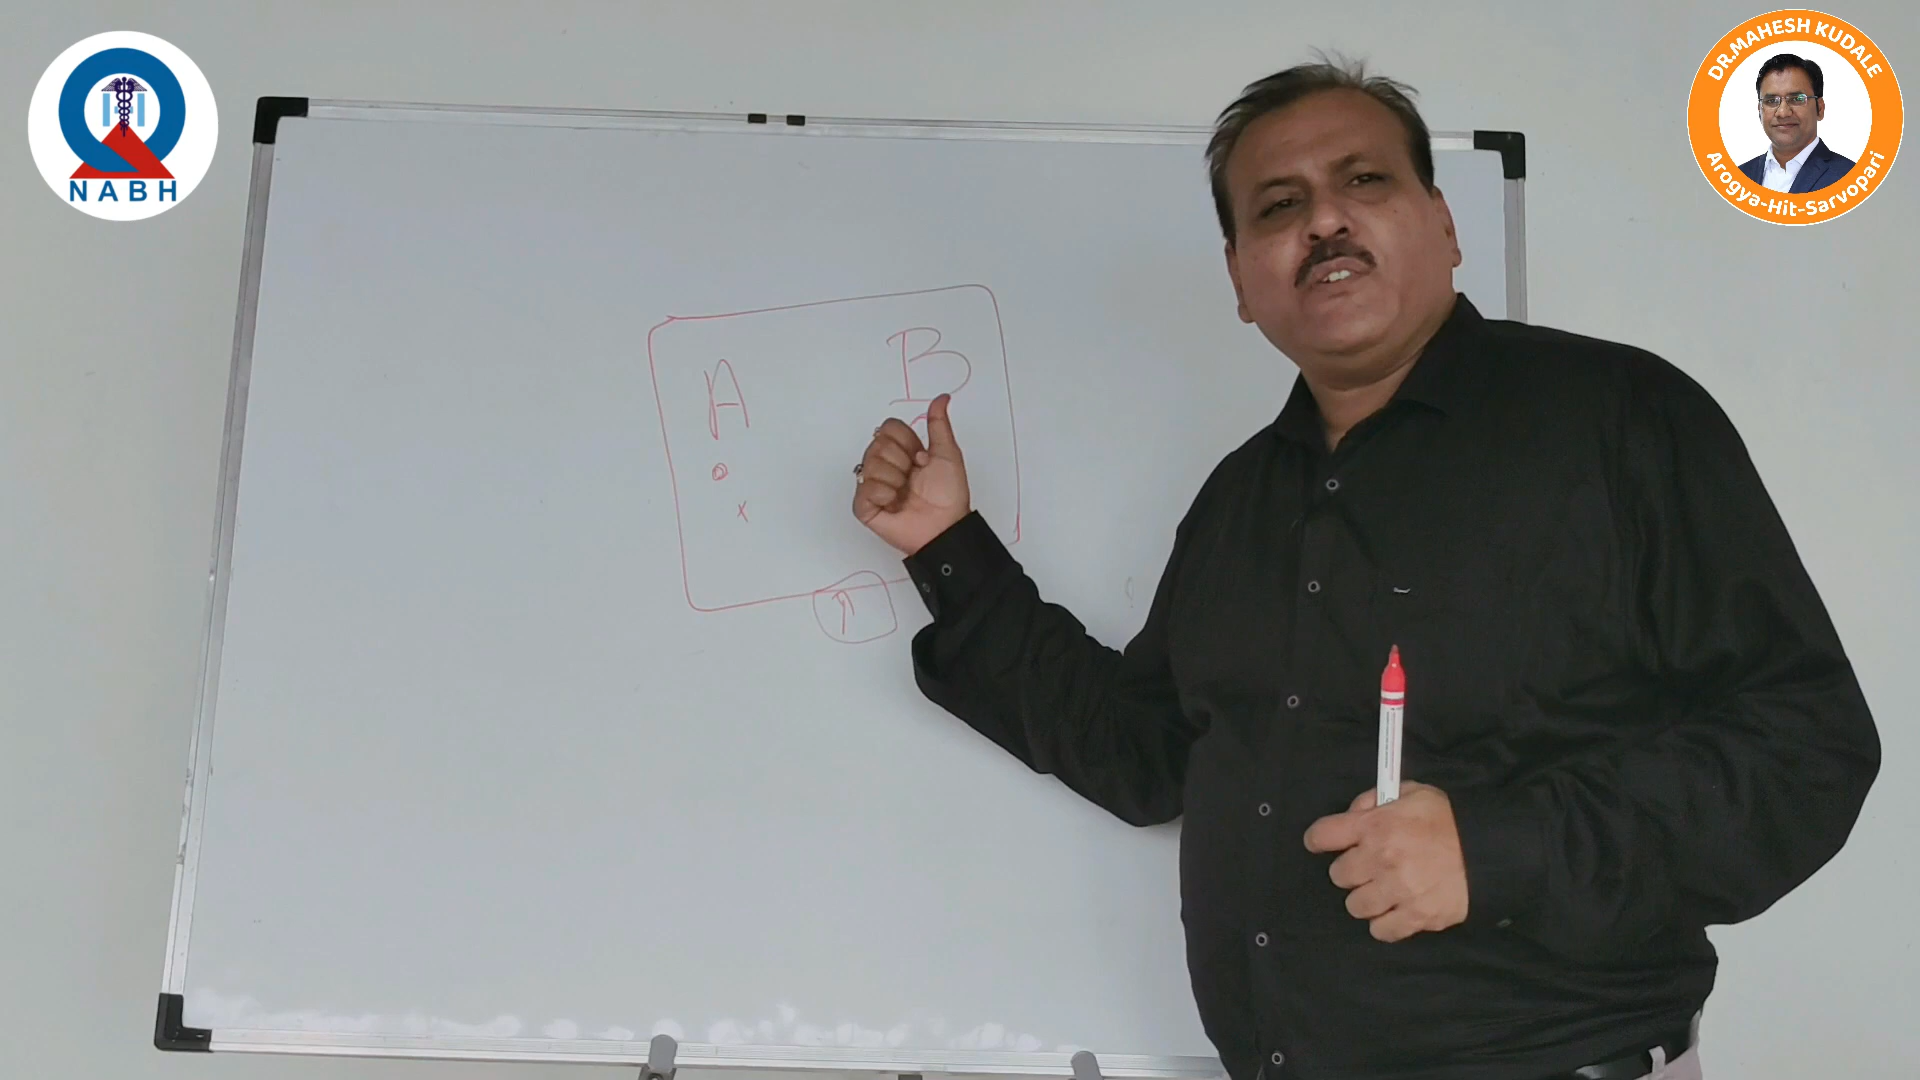 NABH
DR.MAHESH KUDALE
Arogya-Hit-Sarvopari
A B
x